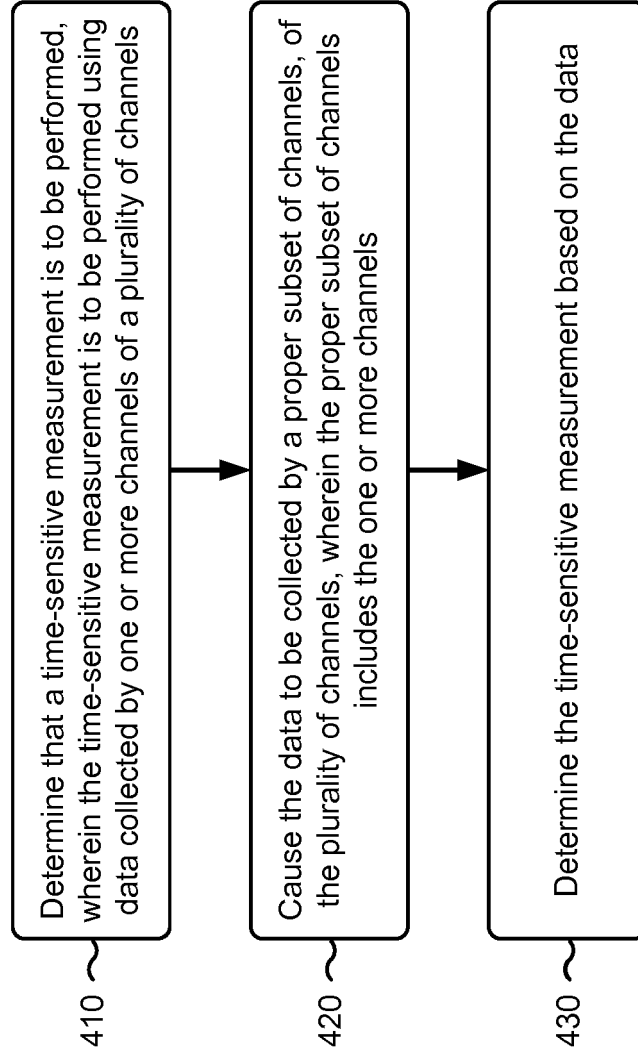 410
Determine that a time-sensitive measurement is to be performed,
wherein the time-sensitive measurement is to be performed using
data collected by one or more channels of a plurality of channels
420
Cause the data to be collected by a proper subset of channels, of
the plurality of channels, wherein the proper subset of channels
includes the one or more channels
430
Determine the time-sensitive measurement based on the data